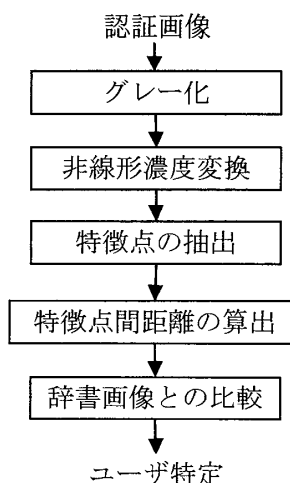 認証画像
グレー化
非線形濃度変換
特徴点の抽出
特徴点間距離の算出
辞書画像との比較
ユーザ特定